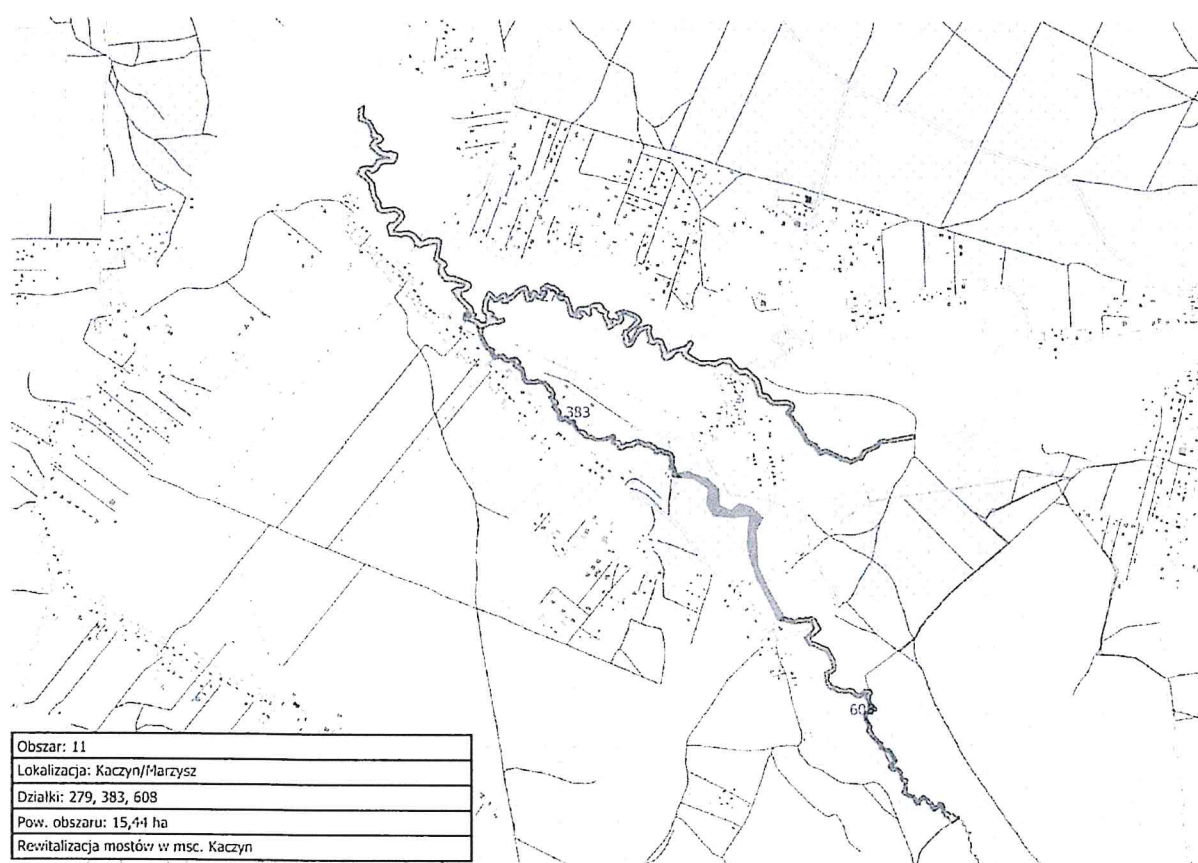 383
608
Obszar: 11
Lokalizacja: Kaczyn/Marzysz
Działki: 279, 383, 608
Pow. obszaru: 15,44 ha
Rewitalizacja mostów w msc. Kaczyn